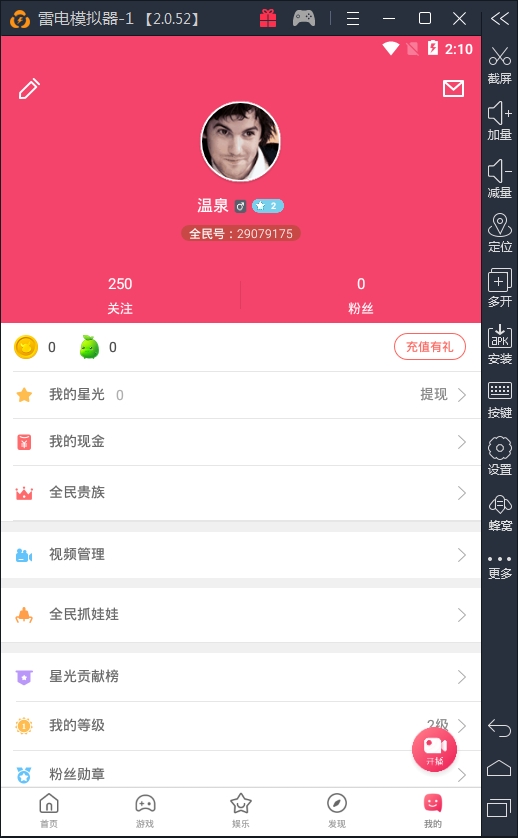 雷电模拟器-1 【2.0.52】
2:10
温泉 2
全民号：29079175
250
关注
0
粉丝
0
0
充值有礼
我的星光 0 提现
我的现金
全民贵族
视频管理
全民抓娃娃
星光贡献榜
我的等级 2级
粉丝勋章
开播
首页
游戏
娱乐
发现
我的
截屏
加量
减量
定位
多开
APK
安装
按键
设置
蜂窝
更多